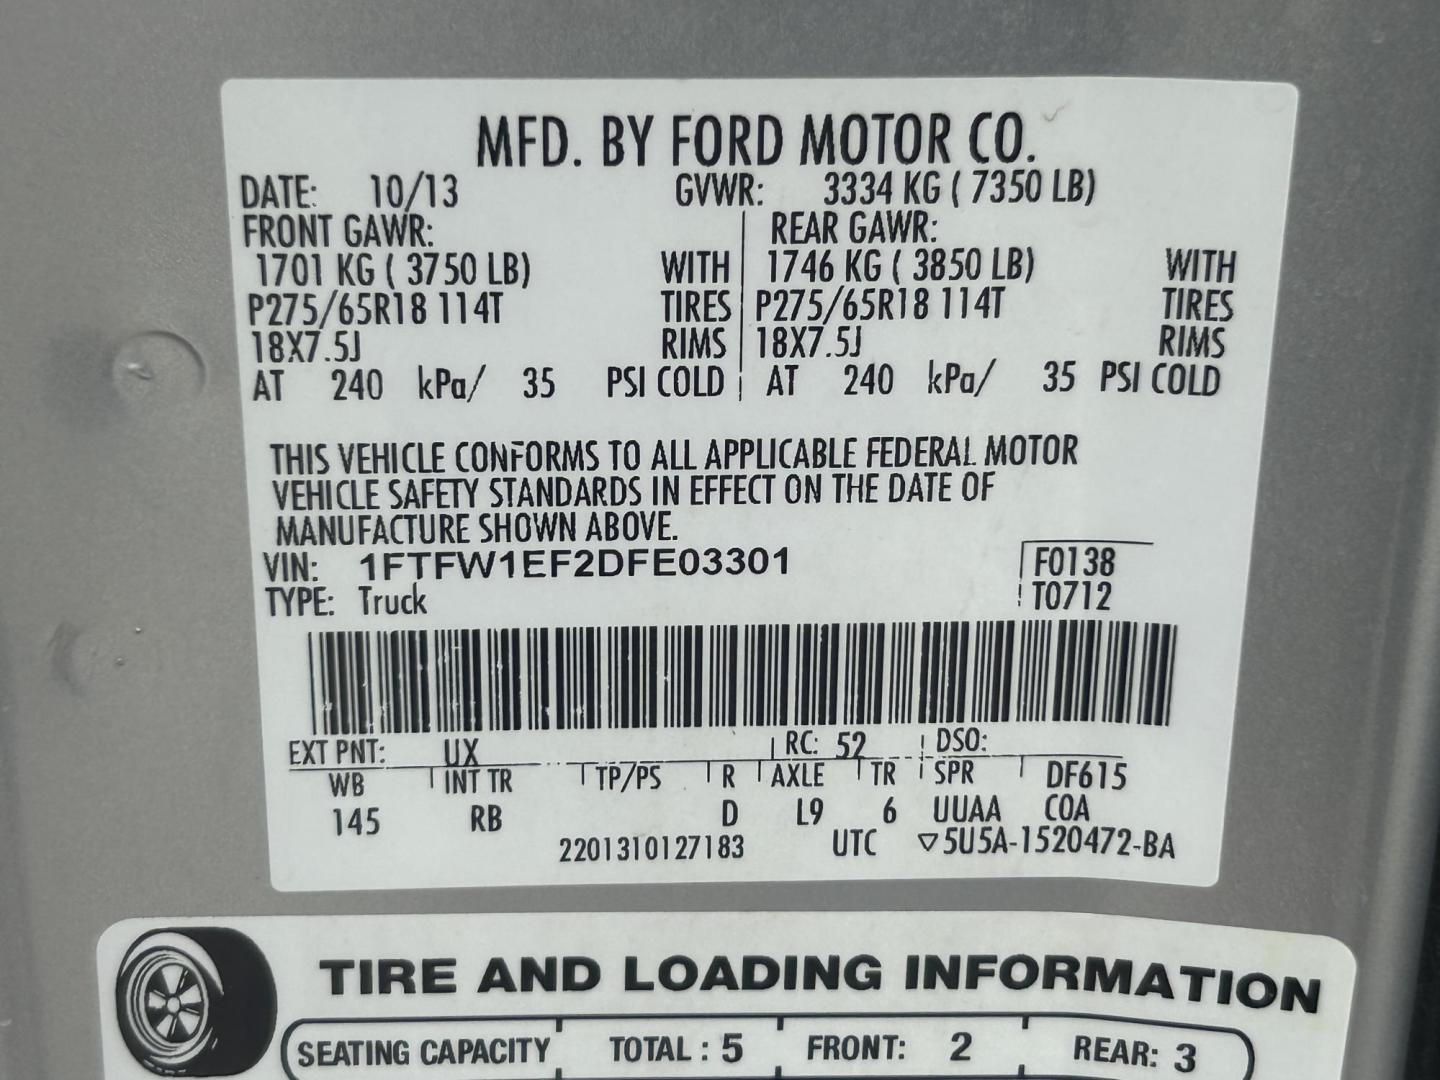 MFD. BY FORD MOTOR CO.
DATE: 10/13 GVWR: 3334 KG ( 7350 LB)
FRONT GAWR: REAR GAWR:
1701 KG ( 3750 LB) WITH 1746 KG ( 3850 LB) WITH
P275/65R18 114T TIRES P275/65R18 114T TIRES
18X7.5J RIMS 18X7.5J RIMS
AT 240 kPa/ 35 PSI COLD AT 240 kPa/ 35 PSI COLD
THIS VEHICLE CONFORMS TO ALL APPLICABLE FEDERAL MOTOR
VEHICLE SAFETY STANDARDS IN EFFECT ON THE DATE OF
MANUFACTURE SHOWN ABOVE.
VIN: 1FTFW1EF2DFE03301 F0138
TYPE: Truck T0712
EXT PNT: UX RC: 52 DSO:
WB INT TR TP/PS R AXLE TR SPR DF615
145 RB D L9 6 UUAA COA
2201310127183 UTC ▽5U5A-1520472-BA
TIRE AND LOADING INFORMATION
SEATING CAPACITY TOTAL : 5 FRONT: 2 REAR: 3